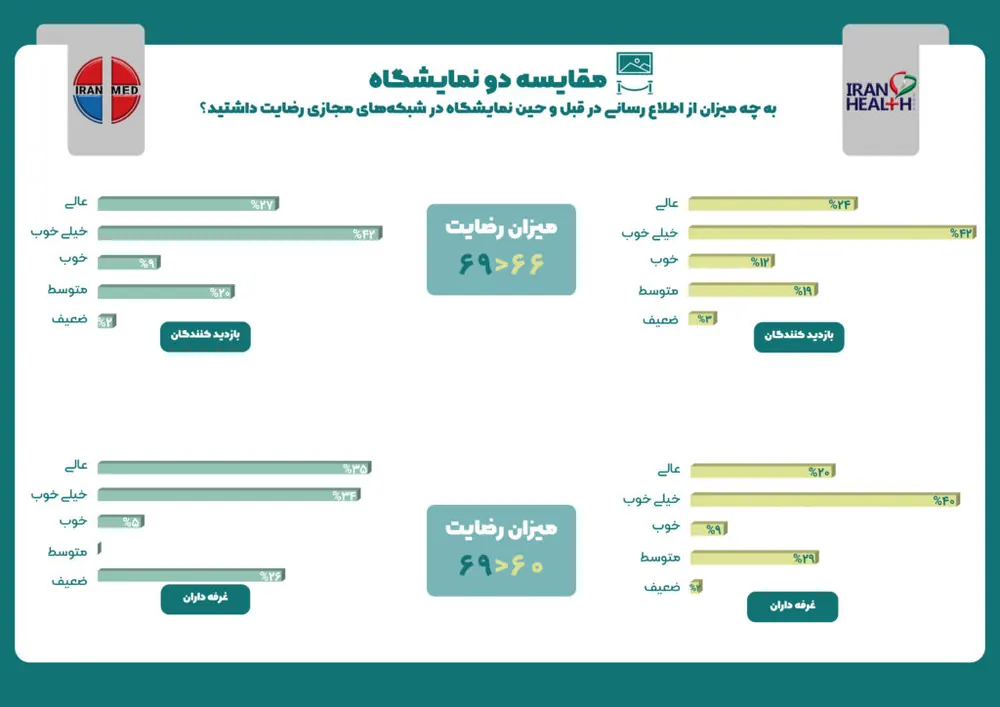 مقایسه دو نمایشگاه
به چه میزان از اطلاع رسانی در قبل و حین نمایشگاه در شبکه‌های مجازی رضایت داشتید؟
IRAN HEALTH
IRAN MED
عالے %۲۴
خیلی خوب %۴۲
خوب %۱۲
متوسط %۱۹
ضعیف %۳
بازدید کنندگان
میزان رضایت
۶۹>۶۶
عالے %۲۷
خیلی خوب %۴۲
خوب %۹
متوسط %۲۰
ضعیف %۲
بازدید کنندگان
عالے %۲۰
خیلی خوب %۴۰
خوب %۹
متوسط %۲۹
ضعیف %۲
غرفه داران
میزان رضایت
۶۹>۶۰
عالے %۳۵
خیلی خوب %۳۴
خوب %۵
متوسط
ضعیف %۲۶
غرفه داران